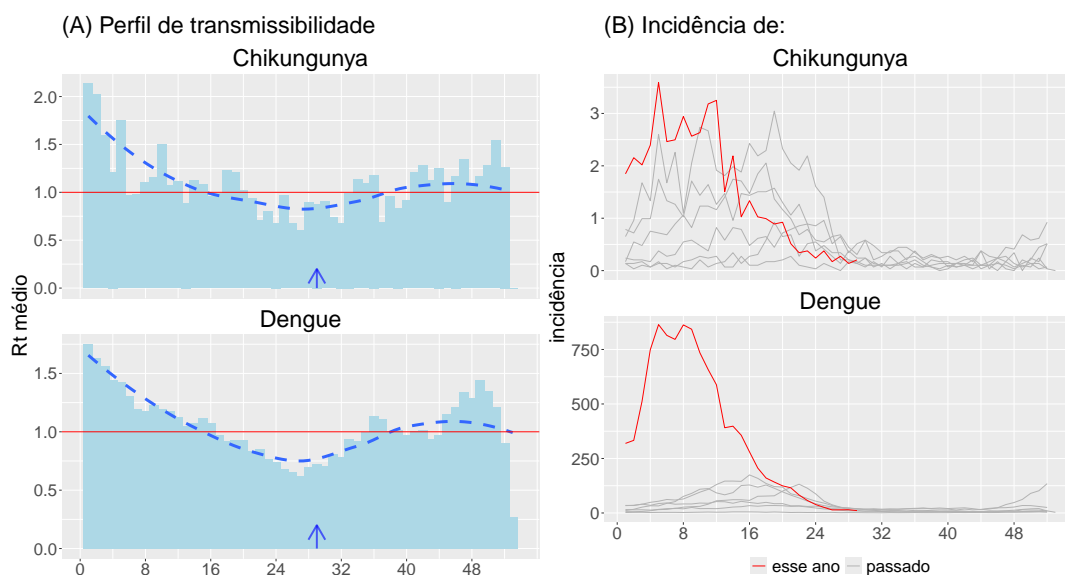 (A) Perfil de transmissibilidade
Chikungunya
2.0
1.5
1.0
0.5
0.0
Dengue
1.5
1.0
0.5
0.0
0 8 16 24 32 40 48
Rt médio
(B) Incidência de:
Chikungunya
3
2
1
0
Dengue
750
500
250
0
0 8 16 24 32 40 48
incidência
esse ano passado